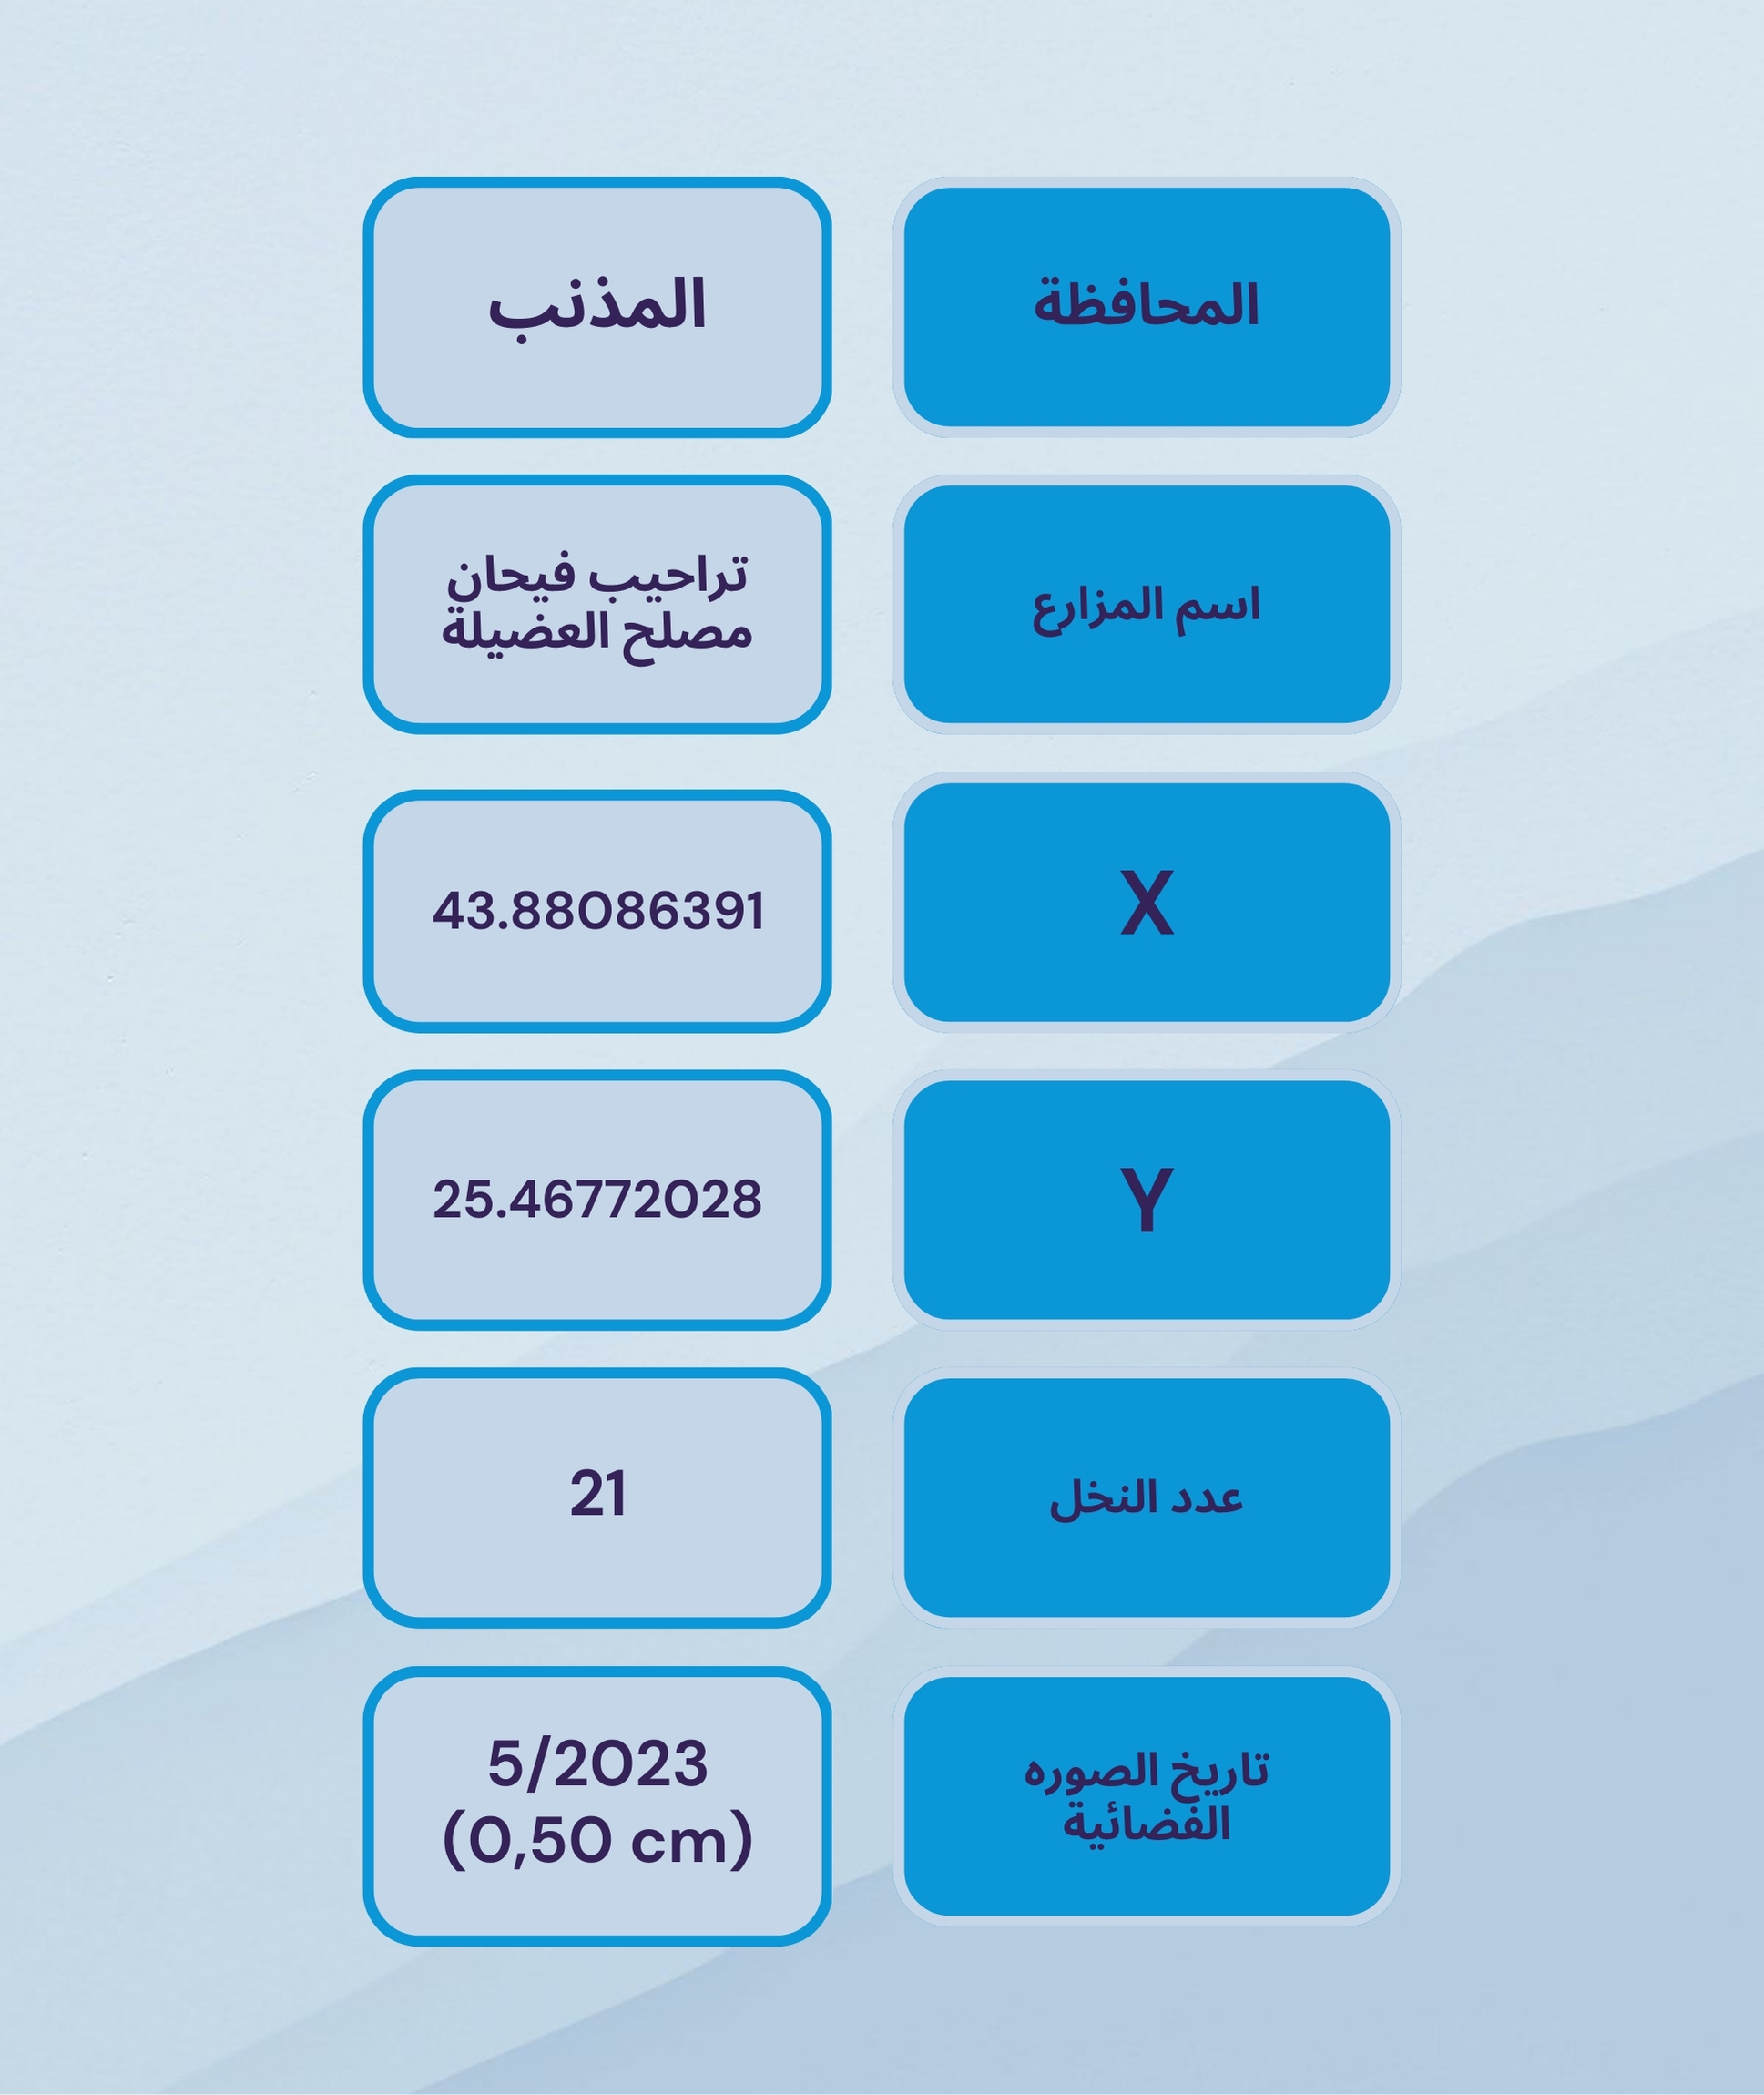 المحافظة
المذنب
اسم المزارع
تراحيب فيحان
مصلح العضيلة
X
43.88086391
Y
25.46772028
عدد النخل
21
تاريخ الصوره
الفضائية
5/2023
(0,50 cm)